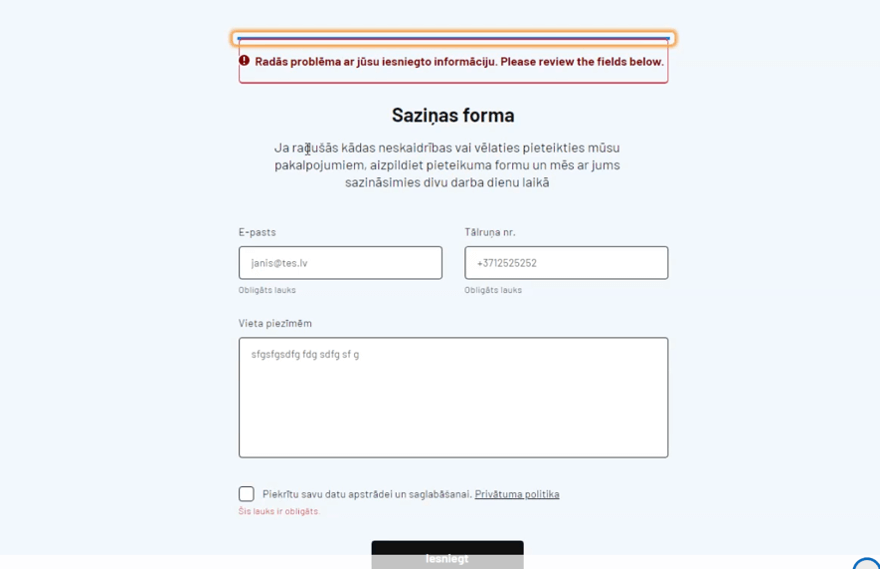 Radās problēma ar jūsu iesniegto informāciju. Please review the fields below.
Saziņas forma
Ja radušās kādas neskaidrības vai vēlaties pieteikties mūsu
pakalpojumiem, aizpildiet pieteikuma formu un mēs ar jums
sazināsimies divu darba dienu laikā
E-pasts
Tālruņa nr.
janis@tes.lv
+3712525252
Obligāts lauks
Obligāts lauks
Vieta piezīmēm
sfgsfgsdfg fdg sdfg sf g
Piekrītu savu datu apstrādei un saglabāšanai. Privātuma politika
Šis lauks ir obligāts.
Iesniegt